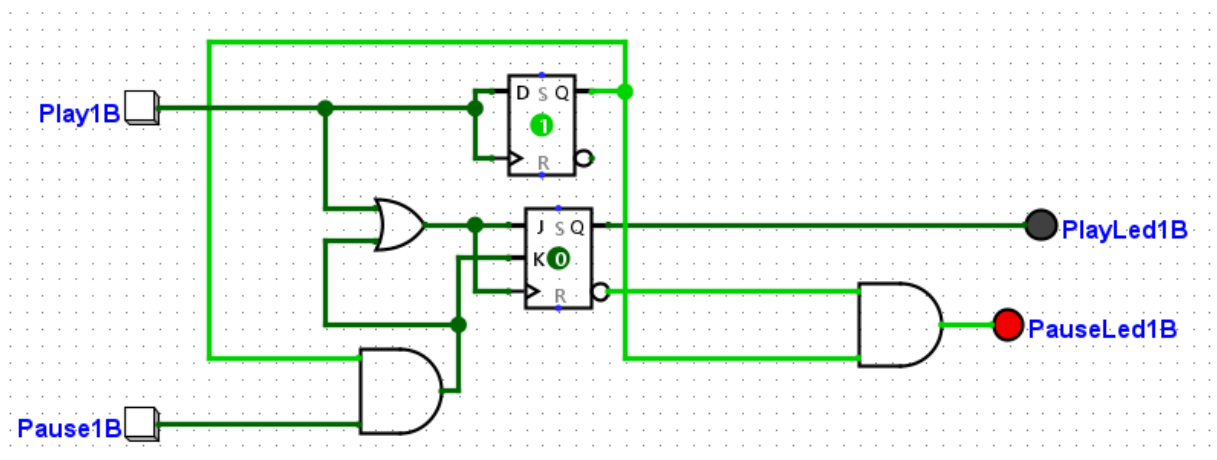 Play1B
D S Q
1
R
J S Q
K 0
R
PlayLed1B
PauseLed1B
Pause1B